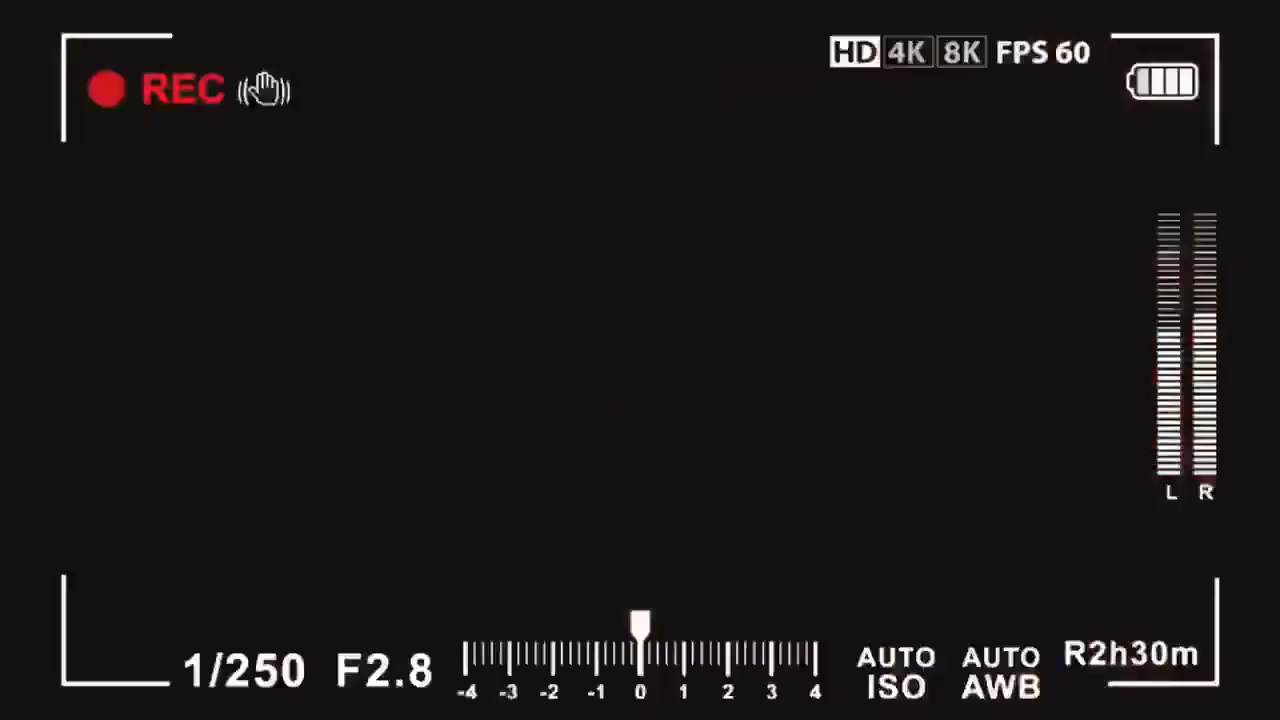 HD 4K 8K FPS 60
REC
L R
1/250 F2.8
-4 -3 -2 -1 0 1 2 3 4
AUTO ISO
AUTO AWB
R2h30m